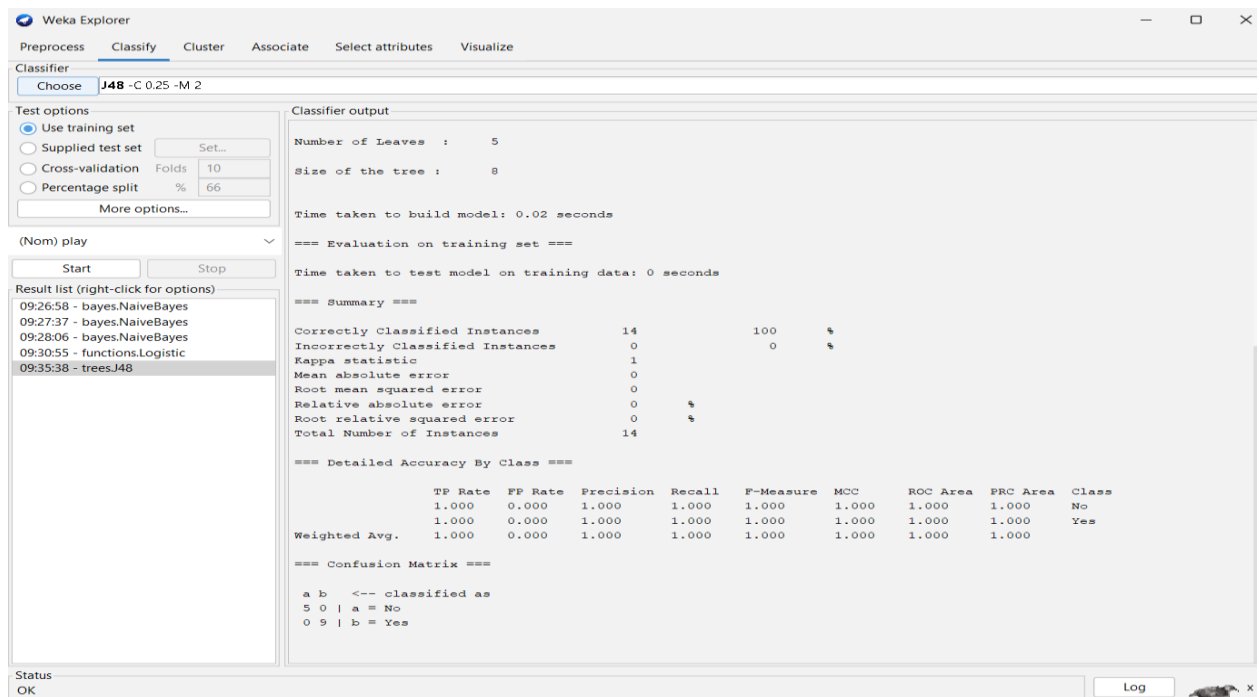 Weka Explorer
Preprocess Classify Cluster Associate Select attributes Visualize
Classifier
Choose J48 -C 0.25 -M 2
Test options
Use training set
Supplied test set Set...
Cross-validation Folds 10
Percentage split % 66
More options...
(Nom) play
Start Stop
Result list (right-click for options)
09:26:58 - bayes.NaiveBayes
09:27:37 - bayes.NaiveBayes
09:28:06 - bayes.NaiveBayes
09:30:55 - functions.Logistic
09:35:38 - trees.J48
Classifier output
Number of Leaves : 5
Size of the tree : 8
Time taken to build model: 0.02 seconds
=== Evaluation on training set ===
Time taken to test model on training data: 0 seconds
=== Summary ===
Correctly Classified Instances 14 100 %
Incorrectly Classified Instances 0 0 %
Kappa statistic 1
Mean absolute error 0
Root mean squared error 0
Relative absolute error 0 %
Root relative squared error 0 %
Total Number of Instances 14
=== Detailed Accuracy By Class ===
TP Rate FP Rate Precision Recall F-Measure MCC ROC Area PRC Area Class
1.000 0.000 1.000 1.000 1.000 1.000 1.000 1.000 No
1.000 0.000 1.000 1.000 1.000 1.000 1.000 1.000 Yes
Weighted Avg. 1.000 0.000 1.000 1.000 1.000 1.000 1.000 1.000
=== Confusion Matrix ===
a b <-- classified as
5 0 | a = No
0 9 | b = Yes
Status
OK
Log
x